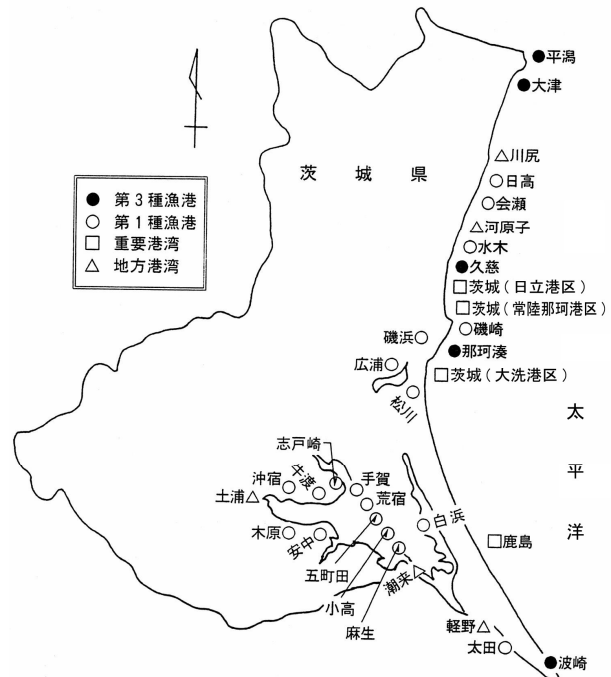 平潟
大津
川尻
茨城県
日高
会瀬
第3種漁港
第1種漁港
重要港湾
地方港湾
河原子
水木
久慈
茨城(日立港区)
茨城(常陸那珂港区)
磯崎
磯浜
那珂湊
広浦
茨城(大洗港区)
松川
太平洋
志戸崎
牛渡
手賀
沖宿
荒宿
土浦
白浜
木原
安中
鹿島
五町田
潮来
小高
麻生
軽野
太田
波崎